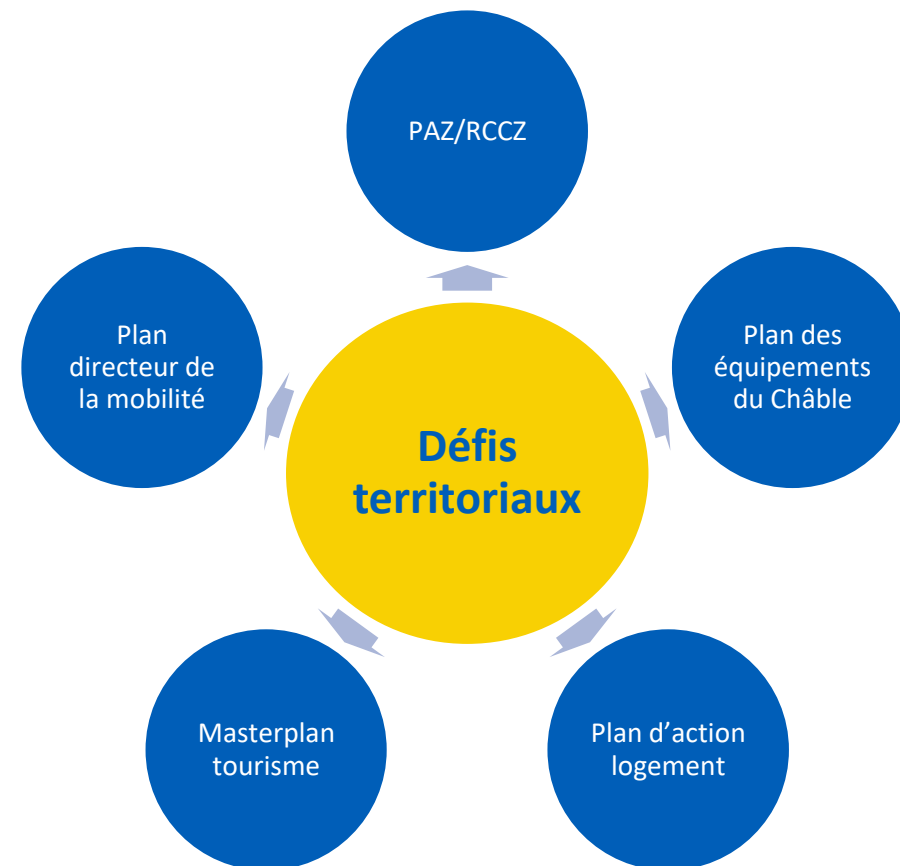 PAZ/RCCZ
Plan
directeur de
la mobilité
Plan des
équipements
du Châble
Défis
territoriaux
Masterplan
tourisme
Plan d’action
logement